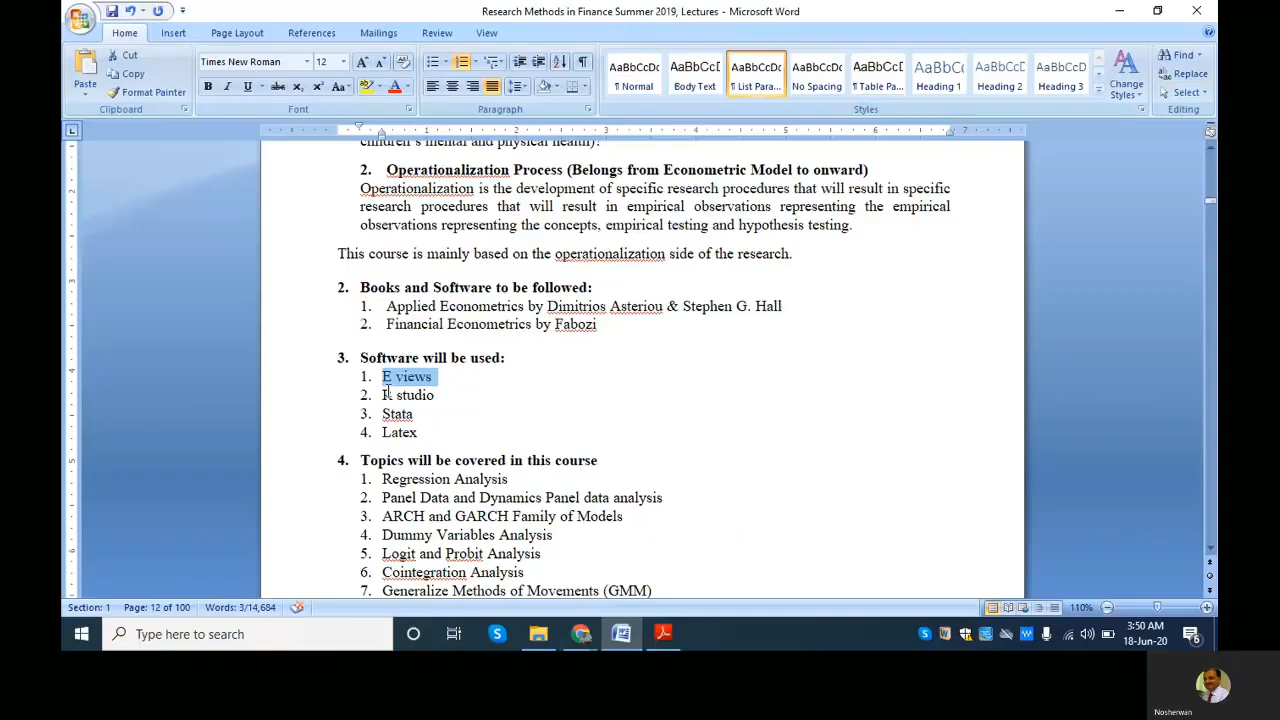 Research Methods in Finance Summer 2019, Lectures - Microsoft Word
Home Insert Page Layout References Mailings Review View
Paste
Cut
Copy
Format Painter
Clipboard
Times New Roman 12
Font
Paragraph
AaBbCcDc AaBbCcD AaBbCcDc AaBbCcDc AaBbCcDc AaBbCcD AaBbCcD AaBbCcD
¶ Normal Body Text ¶ List Para... No Spacing ¶ Table Pa... Heading 1 Heading 2 Heading 3
Change Styles
Styles
Find
Replace
Select
Editing
children's mental and physical health)?
2. Operationalization Process (Belongs from Econometric Model to onward)
Operationalization is the development of specific research procedures that will result in specific
research procedures that will result in empirical observations representing the empirical
observations representing the concepts, empirical testing and hypothesis testing.
This course is mainly based on the operationalization side of the research.
2. Books and Software to be followed:
1. Applied Econometrics by Dimitrios Asteriou & Stephen G. Hall
2. Financial Econometrics by Fabozi
3. Software will be used:
1. E views
2. R studio
3. Stata
4. Latex
4. Topics will be covered in this course
1. Regression Analysis
2. Panel Data and Dynamics Panel data analysis
3. ARCH and GARCH Family of Models
4. Dummy Variables Analysis
5. Logit and Probit Analysis
6. Cointegration Analysis
7. Generalize Methods of Movements (GMM)
Section: 1 Page: 12 of 100 Words: 3/14,684 110%
Type here to search
3:50 AM
18-Jun-20
Nosherwan